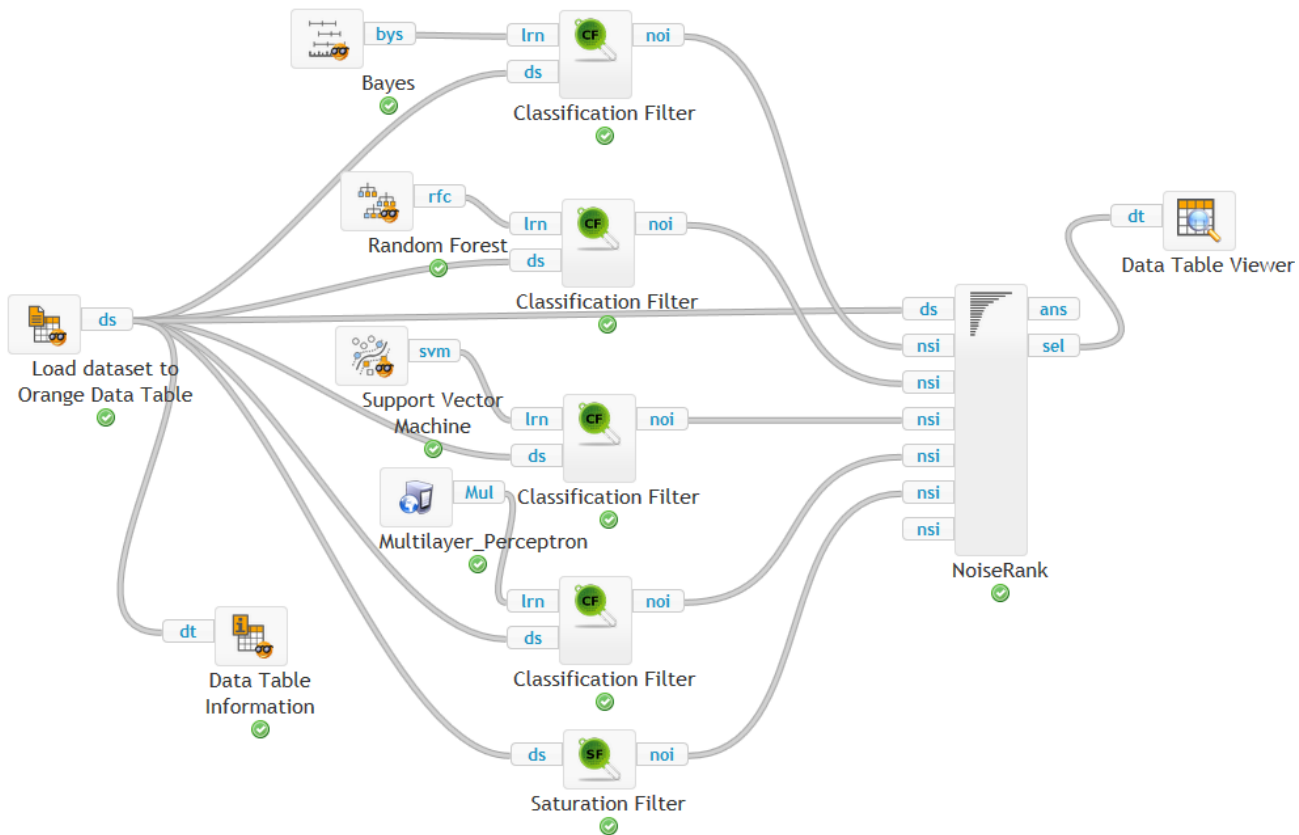 bys
lrn
CF
noi
ds
Bayes
Classification Filter
rfc
lrn
CF
noi
Random Forest
ds
Classification Filter
dt
Data Table Viewer
ds
Load dataset to
Orange Data Table
svm
Support Vector
Machine
lrn
CF
noi
ds
Classification Filter
Mul
Multilayer_Perceptron
lrn
CF
noi
ds
Classification Filter
ds
ans
nsi
sel
nsi
nsi
nsi
nsi
nsi
NoiseRank
dt
i
Data Table
Information
ds
SF
noi
Saturation Filter